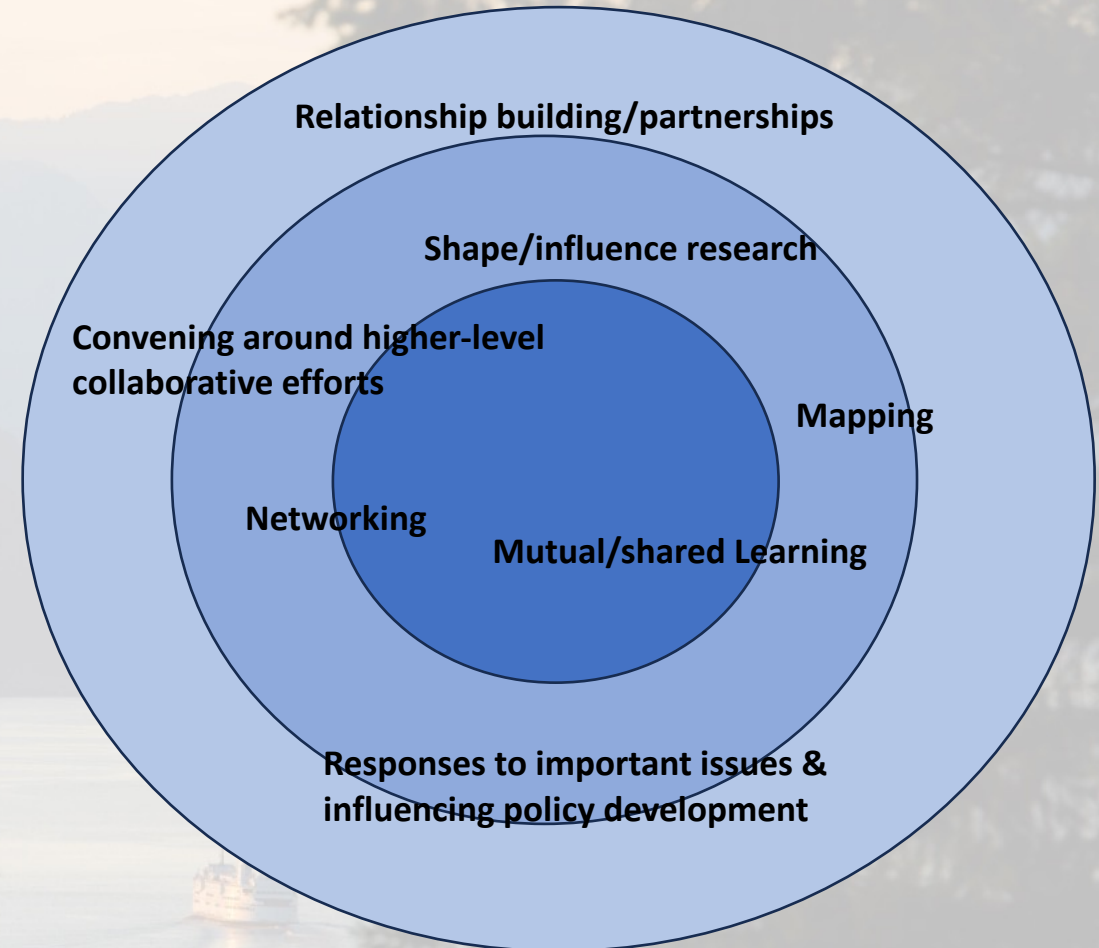 Relationship building/partnerships
Shape/influence research
Convening around higher-level
collaborative efforts
Mapping
Networking
Mutual/shared Learning
Responses to important issues &
influencing policy development